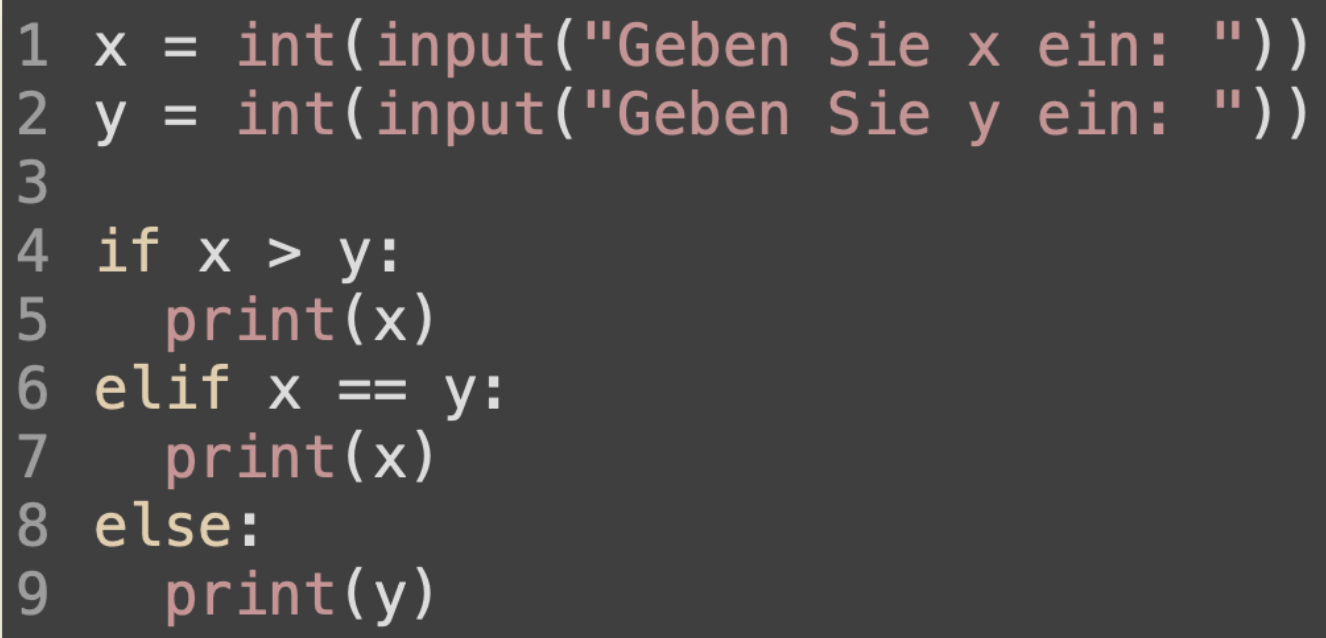 1 x = int(input("Geben Sie x ein: "))
2 y = int(input("Geben Sie y ein: "))
3
4 if x > y:
5   print(x)
6 elif x == y:
7   print(x)
8 else:
9   print(y)